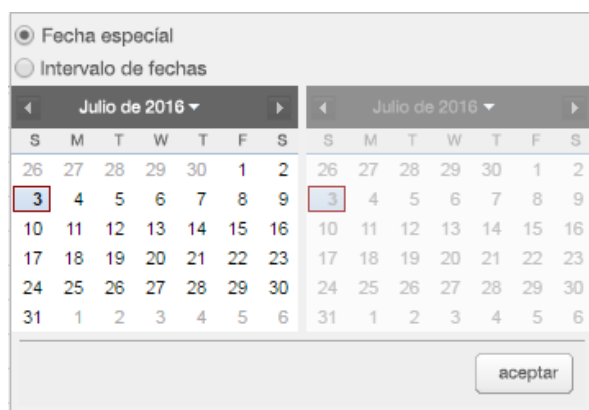 Fecha especíal
Intervalo de fechas
Julio de 2016 Julio de 2016
S M T W T F S S M T W T F S
26 27 28 29 30 1 2 26 27 28 29 30 1 2
3 4 5 6 7 8 9 3 4 5 6 7 8 9
10 11 12 13 14 15 16 10 11 12 13 14 15 16
17 18 19 20 21 22 23 17 18 19 20 21 22 23
24 25 26 27 28 29 30 24 25 26 27 28 29 30
31 1 2 3 4 5 6 31 1 2 3 4 5 6
aceptar